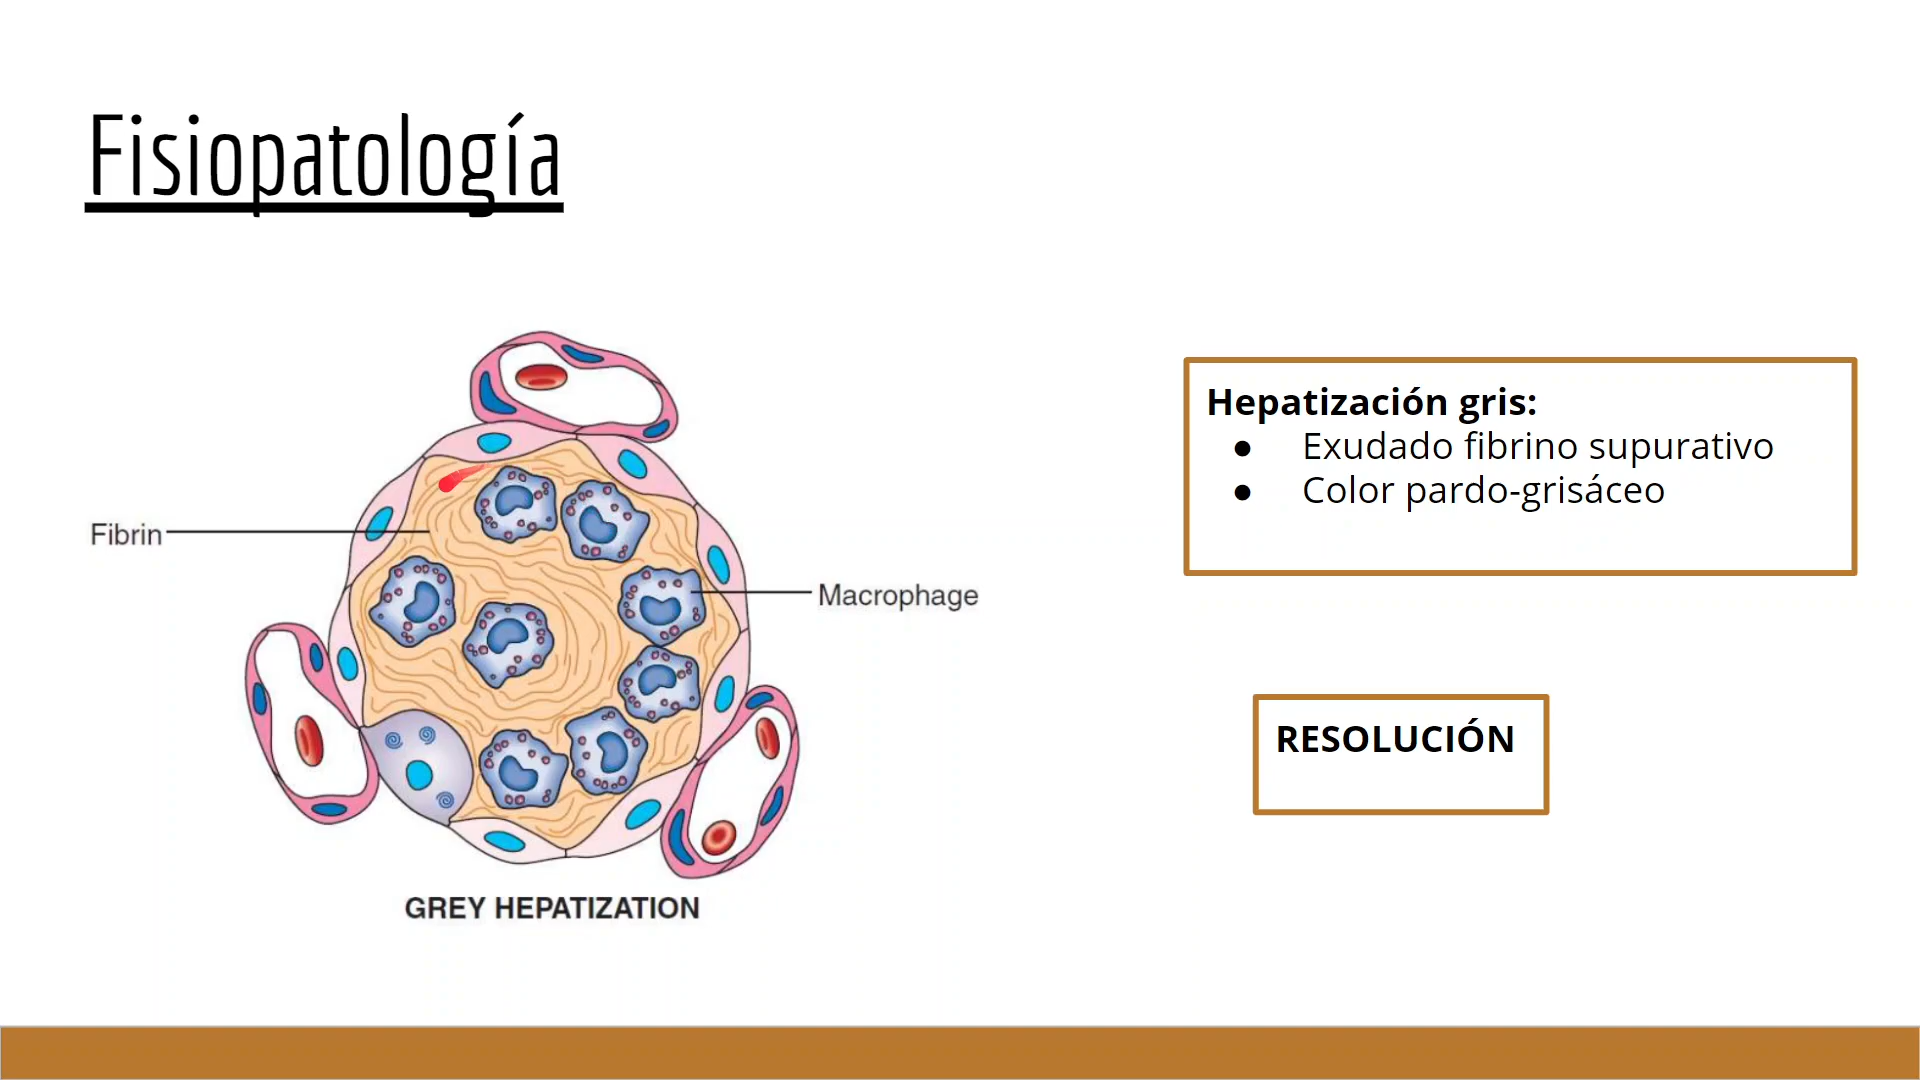 Fisiopatología
Fibrin
Macrophage
GREY HEPATIZATION
Hepatización gris:
● Exudado fibrino supurativo
● Color pardo-grisáceo
RESOLUCIÓN